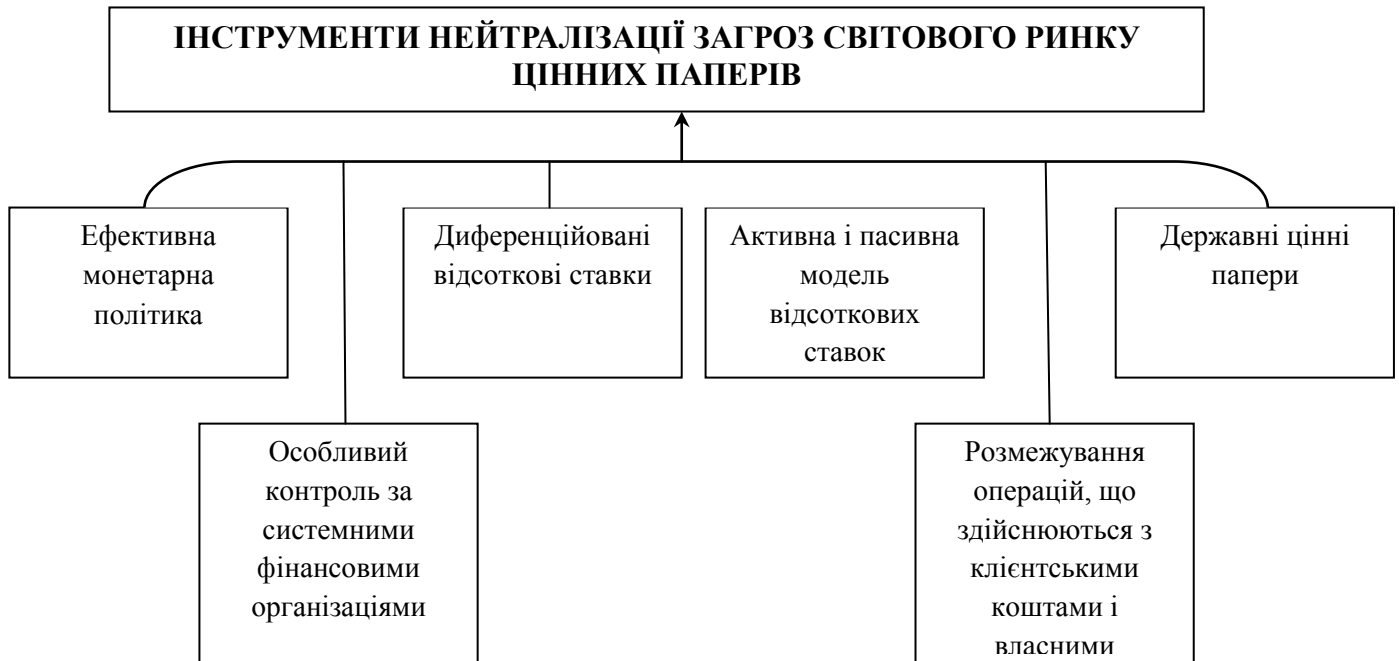 ІНСТРУМЕНТИ НЕЙТРАЛІЗАЦІЇ ЗАГРОЗ СВІТОВОГО РИНКУ
ЦІННИХ ПАПЕРІВ
Ефективна
монетарна
політика
Диференційовані
відсоткові ставки
Активна і пасивна
модель
відсоткових
ставок
Державні цінні
папери
Особливий
контроль за
системними
фінансовими
організаціями
Розмежування
операцій, що
здійснюються з
клієнтськими
коштами і
власними